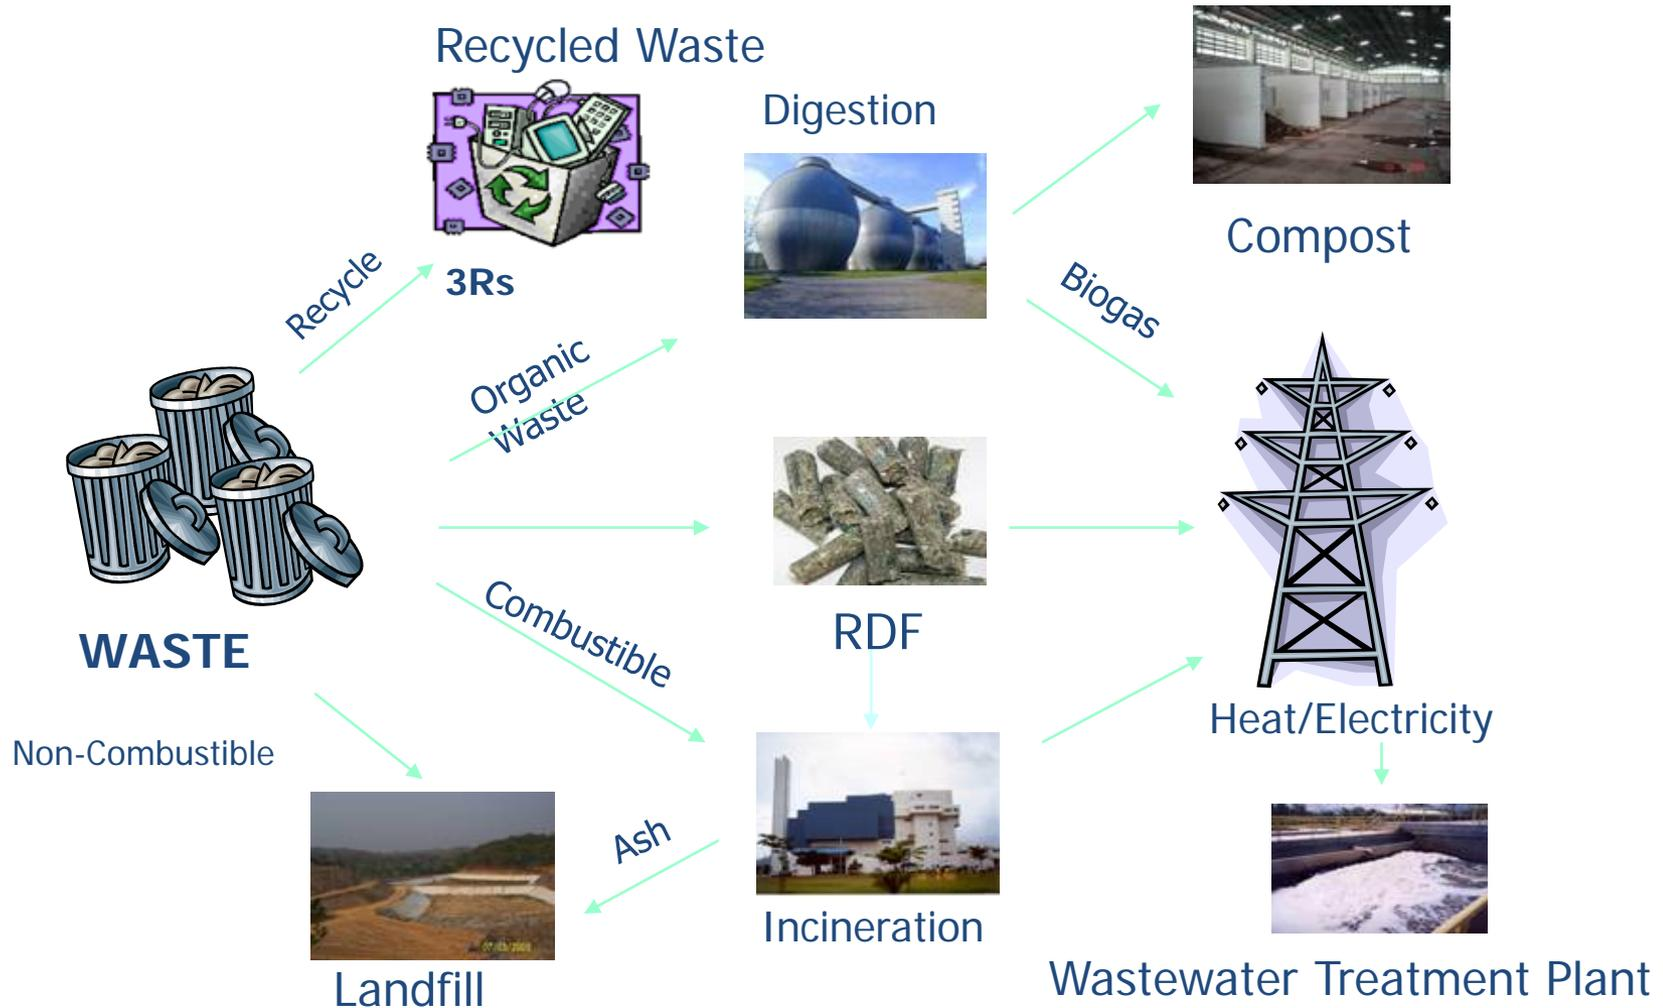 Recycled Waste
Digestion
Compost
3Rs
Recycle
Organic
Waste
Biogas
WASTE
Combustible
RDF
Heat/Electricity
Non-Combustible
Ash
Incineration
Landfill
Wastewater Treatment Plant